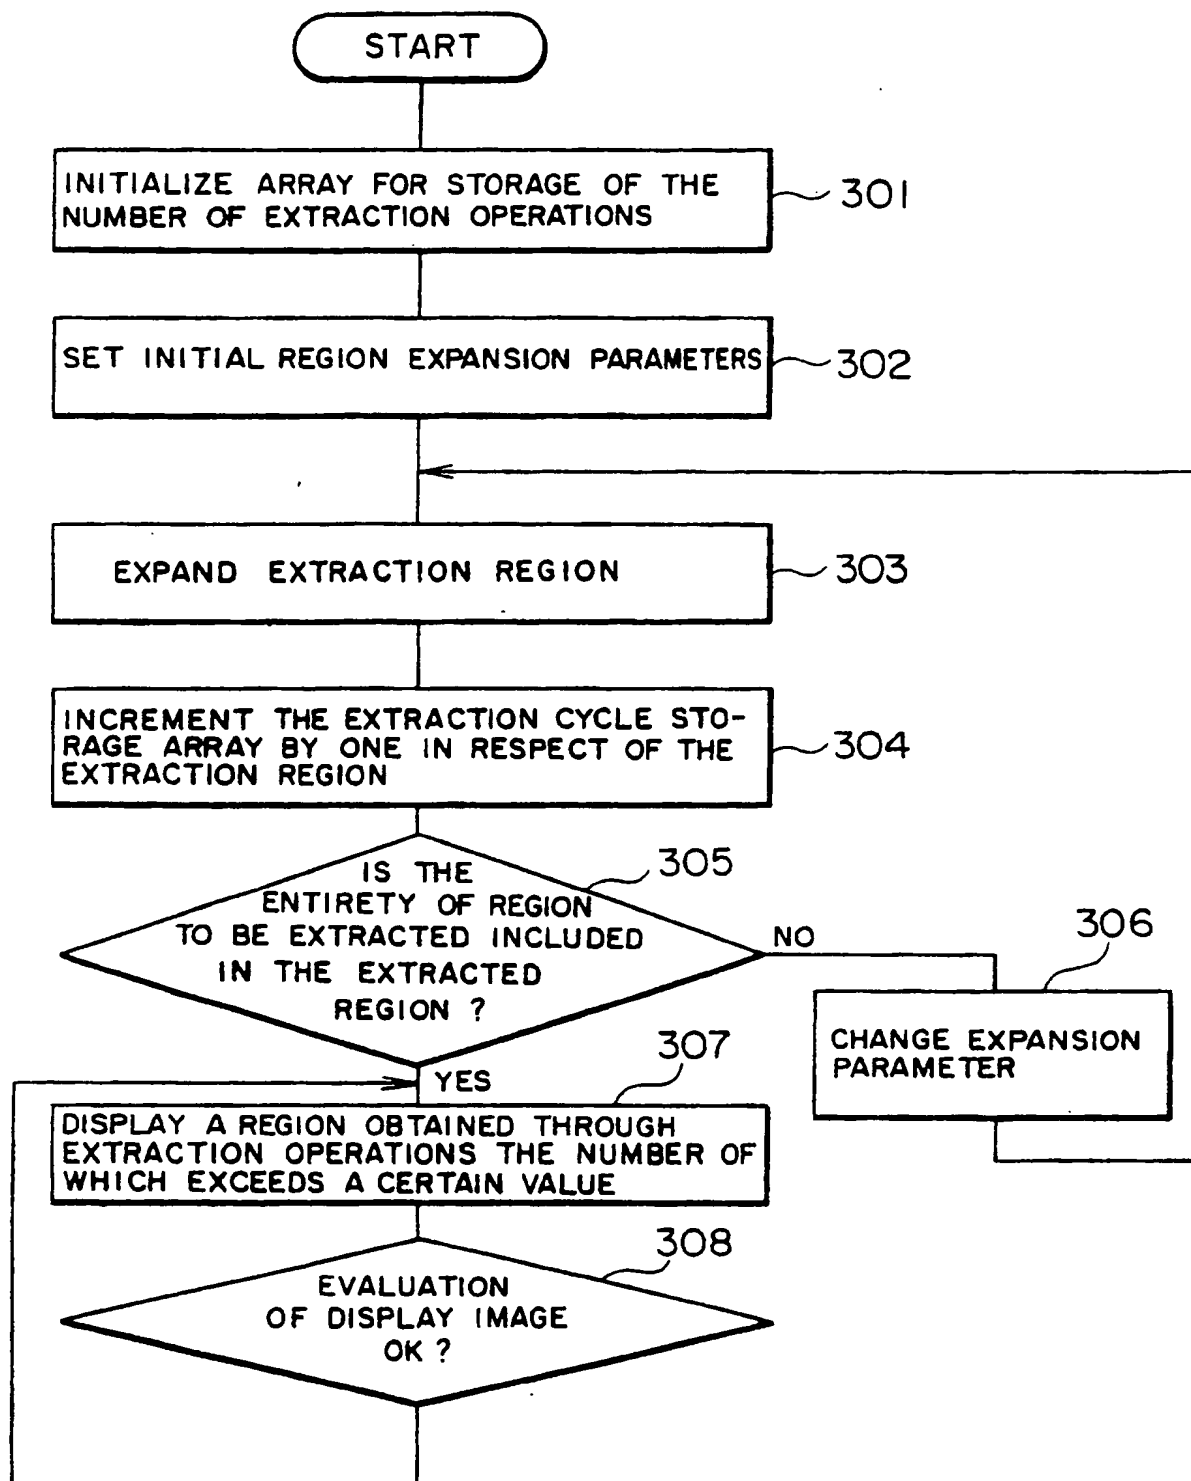 START
INITIALIZE ARRAY FOR STORAGE OF THE
NUMBER OF EXTRACTION OPERATIONS
301
SET INITIAL REGION EXPANSION PARAMETERS
302
EXPAND EXTRACTION REGION
303
INCREMENT THE EXTRACTION CYCLE STO-
RAGE ARRAY BY ONE IN RESPECT OF THE
EXTRACTION REGION
304
IS THE
ENTIRETY OF REGION
TO BE EXTRACTED INCLUDED
IN THE EXTRACTED
REGION ?
305
NO
306
CHANGE EXPANSION
PARAMETER
YES
307
DISPLAY A REGION OBTAINED THROUGH
EXTRACTION OPERATIONS THE NUMBER OF
WHICH EXCEEDS A CERTAIN VALUE
308
EVALUATION
OF DISPLAY IMAGE
OK ?